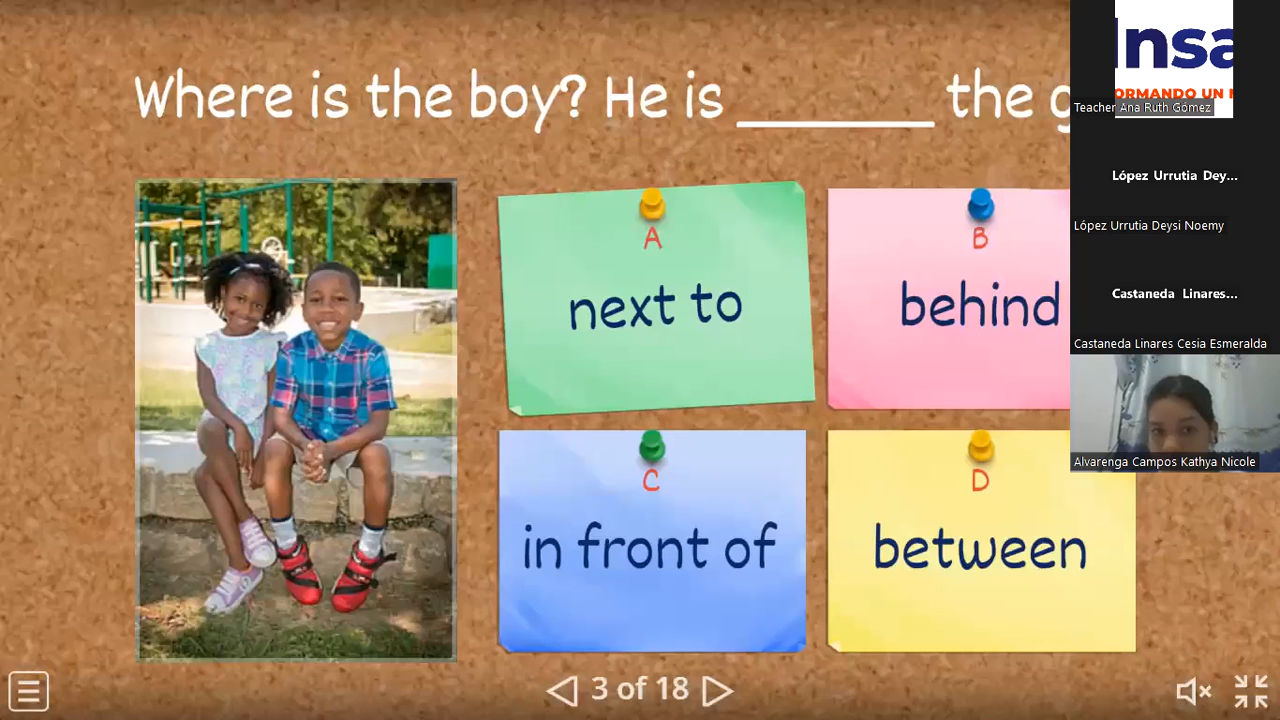 Where is the boy? He is _______ the g
A
next to
B
behind
C
in front of
D
between
3 of 18
Insa
ORMANDO UN
Teacher Ana Ruth Gómez
López Urrutia Dey...
López Urrutia Deysi Noemy
Castaneda Linares...
Castaneda Linares Cesia Esmeralda
Alvarenga Campos Kathya Nicole